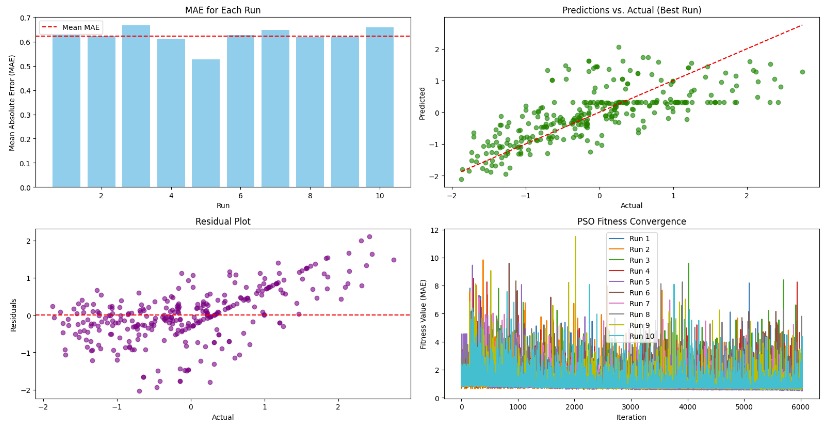 MAE for Each Run
Mean Absolute Error (MAE)
0.7
0.6
0.5
0.4
0.3
0.2
0.1
0.0
Mean MAE
2 4 6 8 10
Run
Predictions vs. Actual (Best Run)
Predicted
2
1
0
−1
−2
−2 −1 0 1 2
Actual
Residual Plot
Residuals
2
1
0
−1
−2
−2 −1 0 1 2
Actual
PSO Fitness Convergence
Fitness Value (MAE)
12
10
8
6
4
2
0
Run 1
Run 2
Run 3
Run 4
Run 5
Run 6
Run 7
Run 8
Run 9
Run 10
0 1000 2000 3000 4000 5000 6000
Iteration